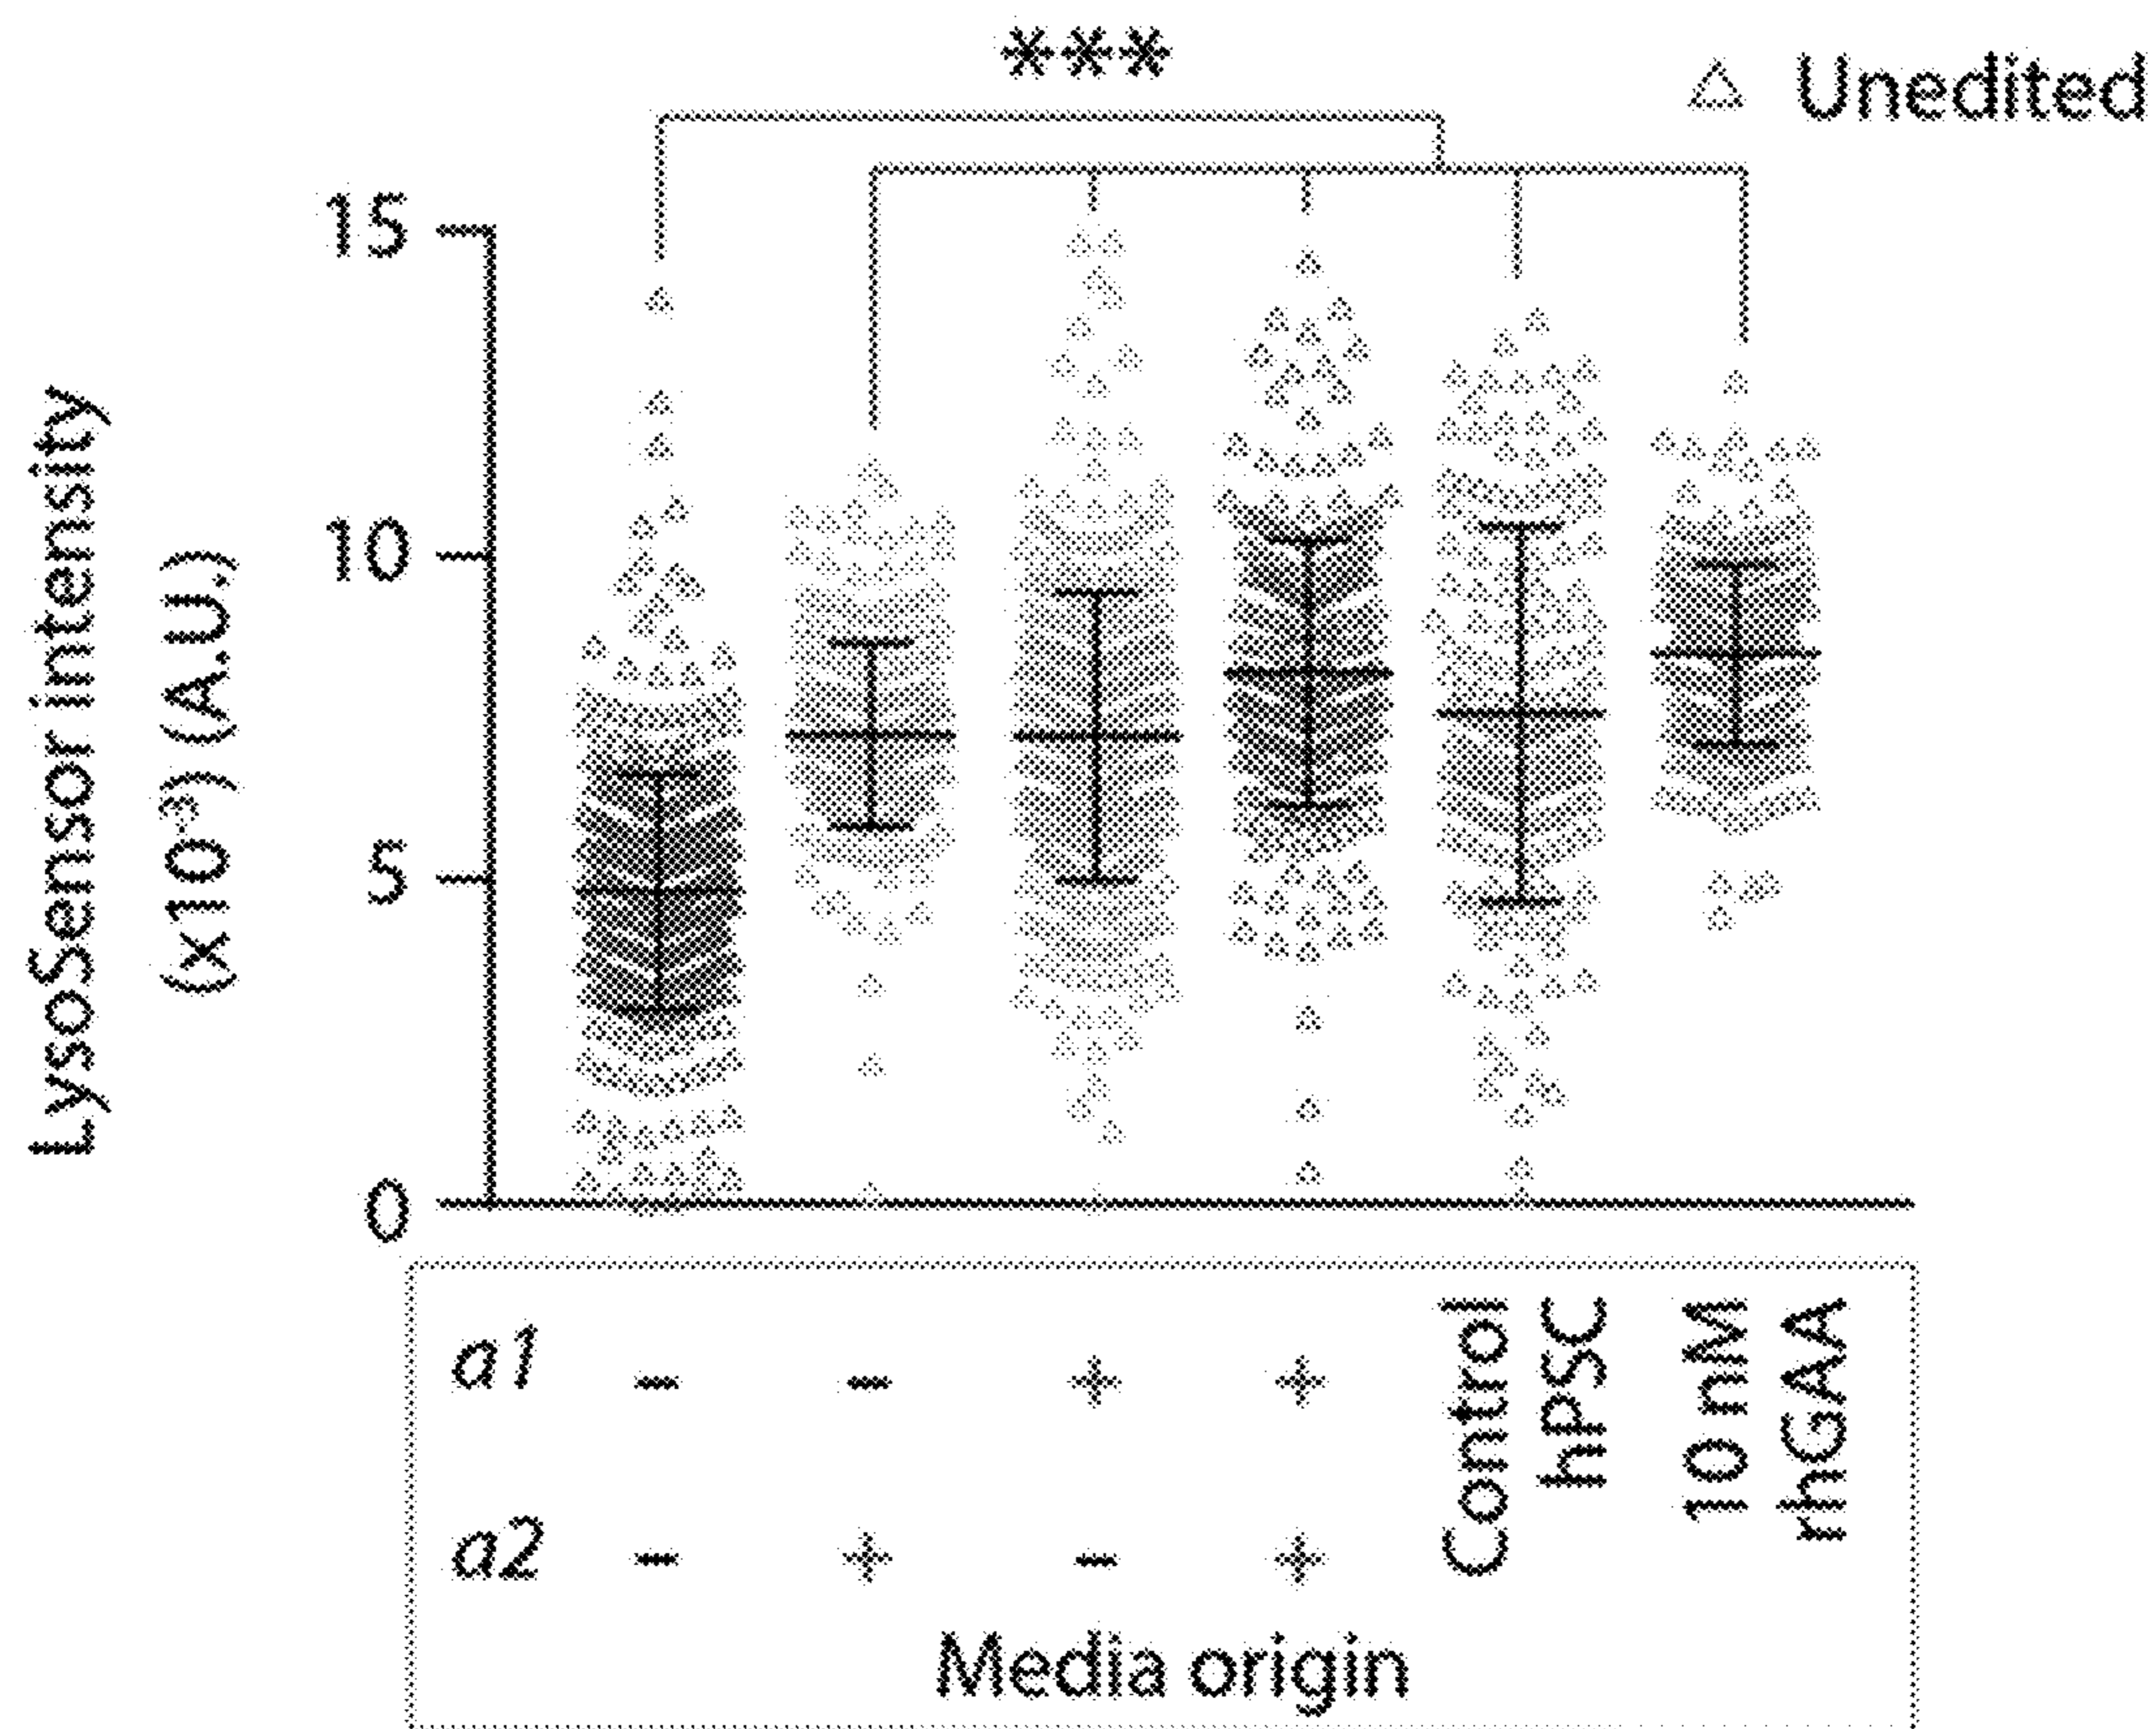 ***
Unedited
LysoSensor intensity
(x10⁻³) (A.U.)
15
10
5
0
a1 – – + +
a2 – + – +
Control
hPSC
10 nM
rhGAA
Media origin